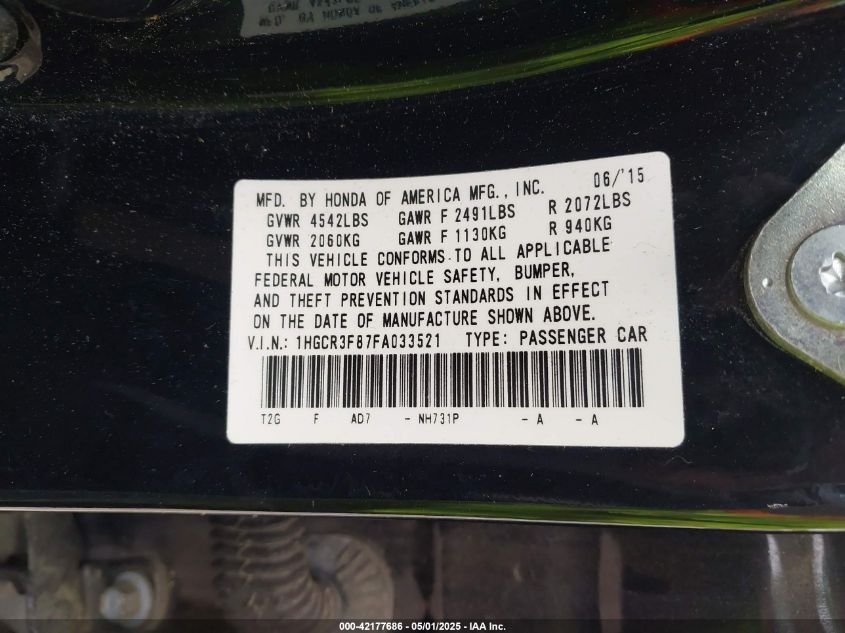 MFD. BY HONDA OF AMERICA MFG., INC. 06/'15
GVWR 4542LBS GAWR F 2491LBS R 2072LBS
GVWR 2060KG GAWR F 1130KG R 940KG
THIS VEHICLE CONFORMS TO ALL APPLICABLE
FEDERAL MOTOR VEHICLE SAFETY, BUMPER,
AND THEFT PREVENTION STANDARDS IN EFFECT
ON THE DATE OF MANUFACTURE SHOWN ABOVE.
V.I.N.: 1HGCR3F87FA033521 TYPE: PASSENGER CAR
T2G F AD7 - NH731P - A - A
000-42177686 - 05/01/2025 - IAA Inc.